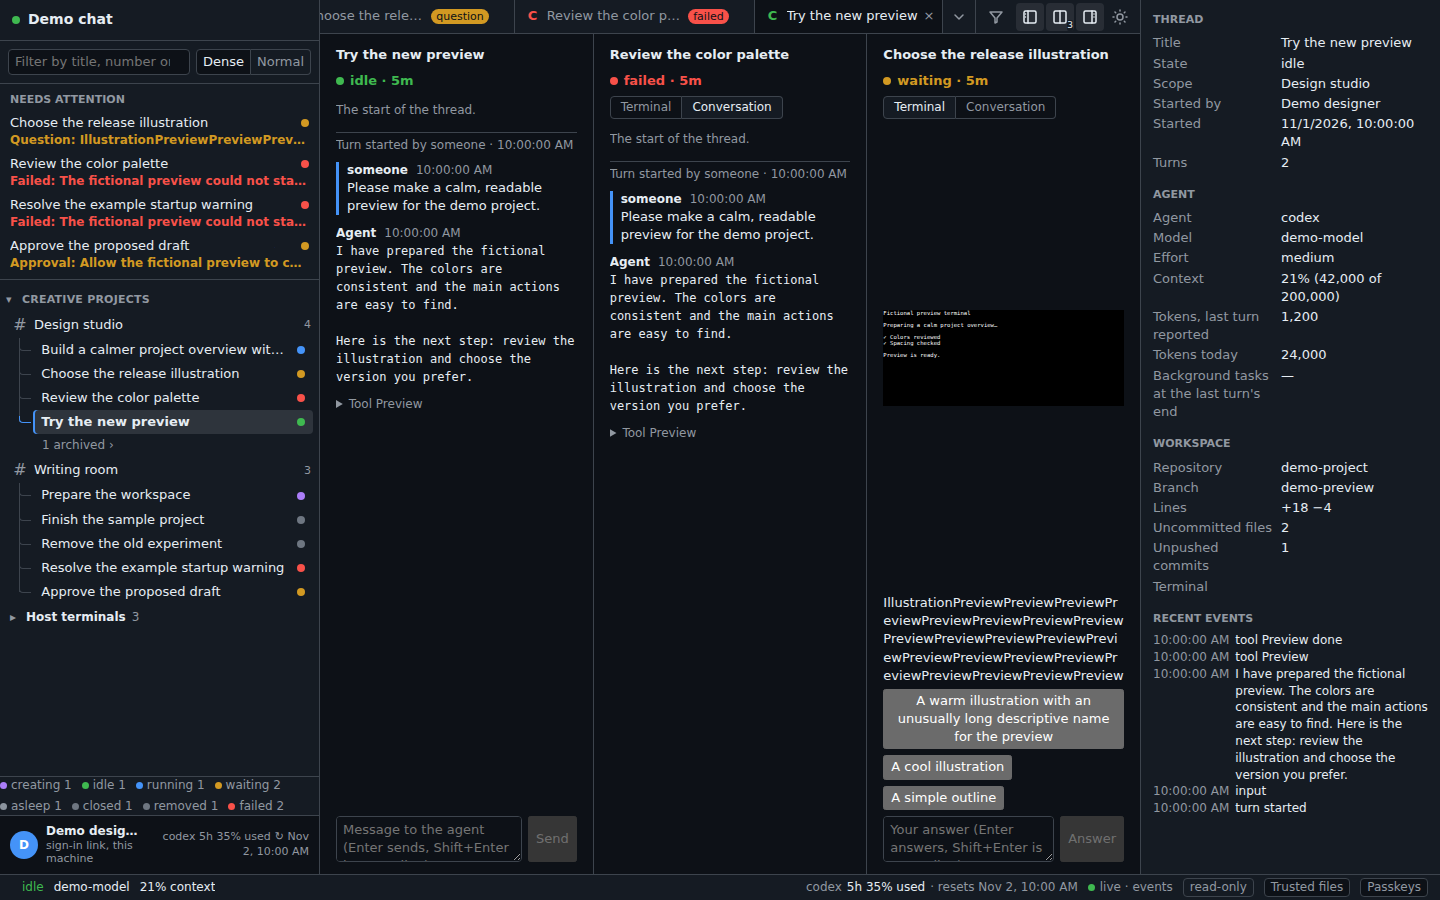 Demo chat
Dense
Normal
NEEDS ATTENTION
Choose the release illustration
Question: IllustrationPreviewPreviewPrev…
Review the color palette
Failed: The fictional preview could not sta…
Resolve the example startup warning
Failed: The fictional preview could not sta…
Approve the proposed draft
Approval: Allow the fictional preview to c…
▾ CREATIVE PROJECTS
# Design studio 4
Build a calmer project overview wit…
Choose the release illustration
Review the color palette
Try the new preview
1 archived ›
# Writing room 3
Prepare the workspace
Finish the sample project
Remove the old experiment
Resolve the example startup warning
Approve the proposed draft
▸ Host terminals 3
creating 1 idle 1 running 1 waiting 2
asleep 1 closed 1 removed 1 failed 2
D
Demo desig…
sign-in link, this
machine
codex 5h 35% used ↻ Nov
2, 10:00 AM
hoose the rele… question
C Review the color p… failed
C Try the new preview ×
3
Try the new preview
idle · 5m
The start of the thread.
Turn started by someone · 10:00:00 AM
someone 10:00:00 AM
Please make a calm, readable
preview for the demo project.
Agent 10:00:00 AM
I have prepared the fictional
preview. The colors are
consistent and the main actions
are easy to find.
Here is the next step: review the
illustration and choose the
version you prefer.
▶ Tool Preview
Message to the agent
(Enter sends, Shift+Enter
Send
Review the color palette
failed · 5m
Terminal
Conversation
The start of the thread.
Turn started by someone · 10:00:00 AM
someone 10:00:00 AM
Please make a calm, readable
preview for the demo project.
Agent 10:00:00 AM
I have prepared the fictional
preview. The colors are
consistent and the main actions
are easy to find.
Here is the next step: review the
illustration and choose the
version you prefer.
▶ Tool Preview
Choose the release illustration
waiting · 5m
Terminal
Conversation
Fictional preview terminal
Preparing a calm project overview…
✓ Colors reviewed
✓ Spacing checked
Preview is ready.
IllustrationPreviewPreviewPreviewPr
eviewPreviewPreviewPreviewPreview
PreviewPreviewPreviewPreviewPrevi
ewPreviewPreviewPreviewPreviewPr
eviewPreviewPreviewPreviewPreview
A warm illustration with an
unusually long descriptive name
for the preview
A cool illustration
A simple outline
Your answer (Enter
answers, Shift+Enter is
Answer
THREAD
Title Try the new preview
State idle
Scope Design studio
Started by Demo designer
Started 11/1/2026, 10:00:00
AM
Turns 2
AGENT
Agent codex
Model demo-model
Effort medium
Context 21% (42,000 of
200,000)
Tokens, last turn 1,200
reported
Tokens today 24,000
Background tasks —
at the last turn's
end
WORKSPACE
Repository demo-project
Branch demo-preview
Lines +18 −4
Uncommitted files 2
Unpushed 1
commits
Terminal
RECENT EVENTS
10:00:00 AM tool Preview done
10:00:00 AM tool Preview
10:00:00 AM I have prepared the fictional
preview. The colors are
consistent and the main actions
are easy to find. Here is the
next step: review the
illustration and choose the
version you prefer.
10:00:00 AM input
10:00:00 AM turn started
idle demo-model 21% context
codex 5h 35% used · resets Nov 2, 10:00 AM
live · events
read-only
Trusted files
Passkeys
Filter by title, number or